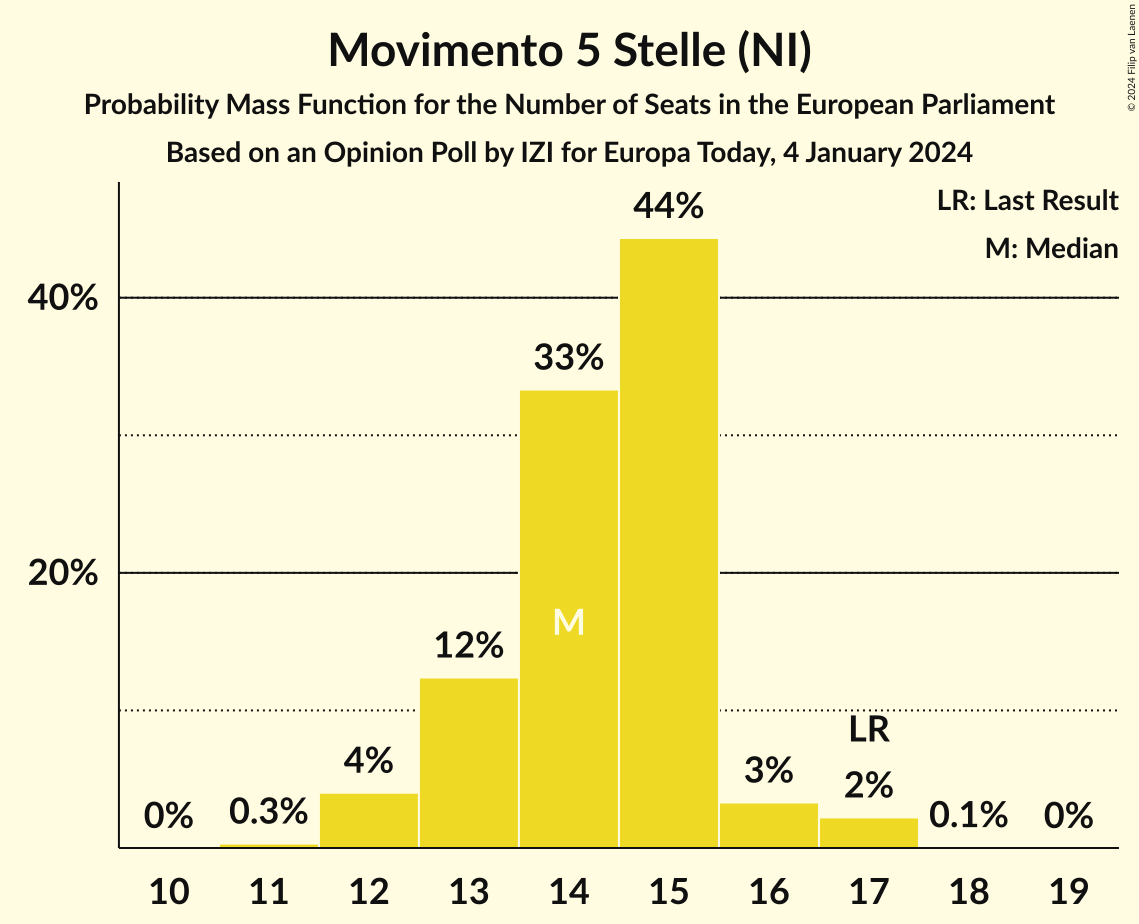 Movimento 5 Stelle (NI)
Probability Mass Function for the Number of Seats in the European Parliament
Based on an Opinion Poll by IZI for Europa Today, 4 January 2024
© 2024 Filip van Laenen
LR: Last Result
M: Median
44%
40%
33%
20%
M
12%
LR
4%
3%
2%
0%
0.3%
0.1%
0%
10 11 12 13 14 15 16 17 18 19